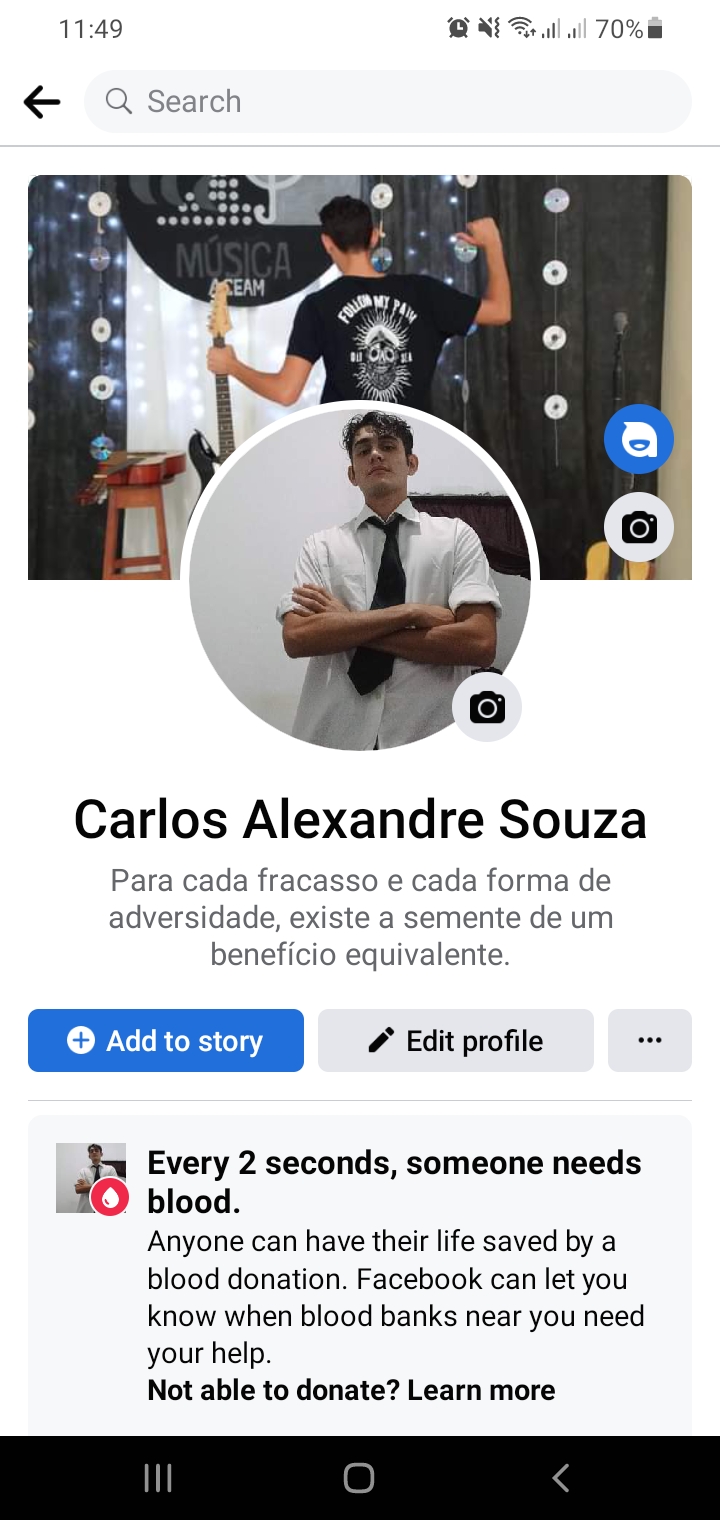 11:49
70%
Search
MÚSICA
ACEAM
FOLLOW MY PATH
OLD SEA
Carlos Alexandre Souza
Para cada fracasso e cada forma de
adversidade, existe a semente de um
benefício equivalente.
Add to story
Edit profile
Every 2 seconds, someone needs
blood.
Anyone can have their life saved by a
blood donation. Facebook can let you
know when blood banks near you need
your help.
Not able to donate? Learn more